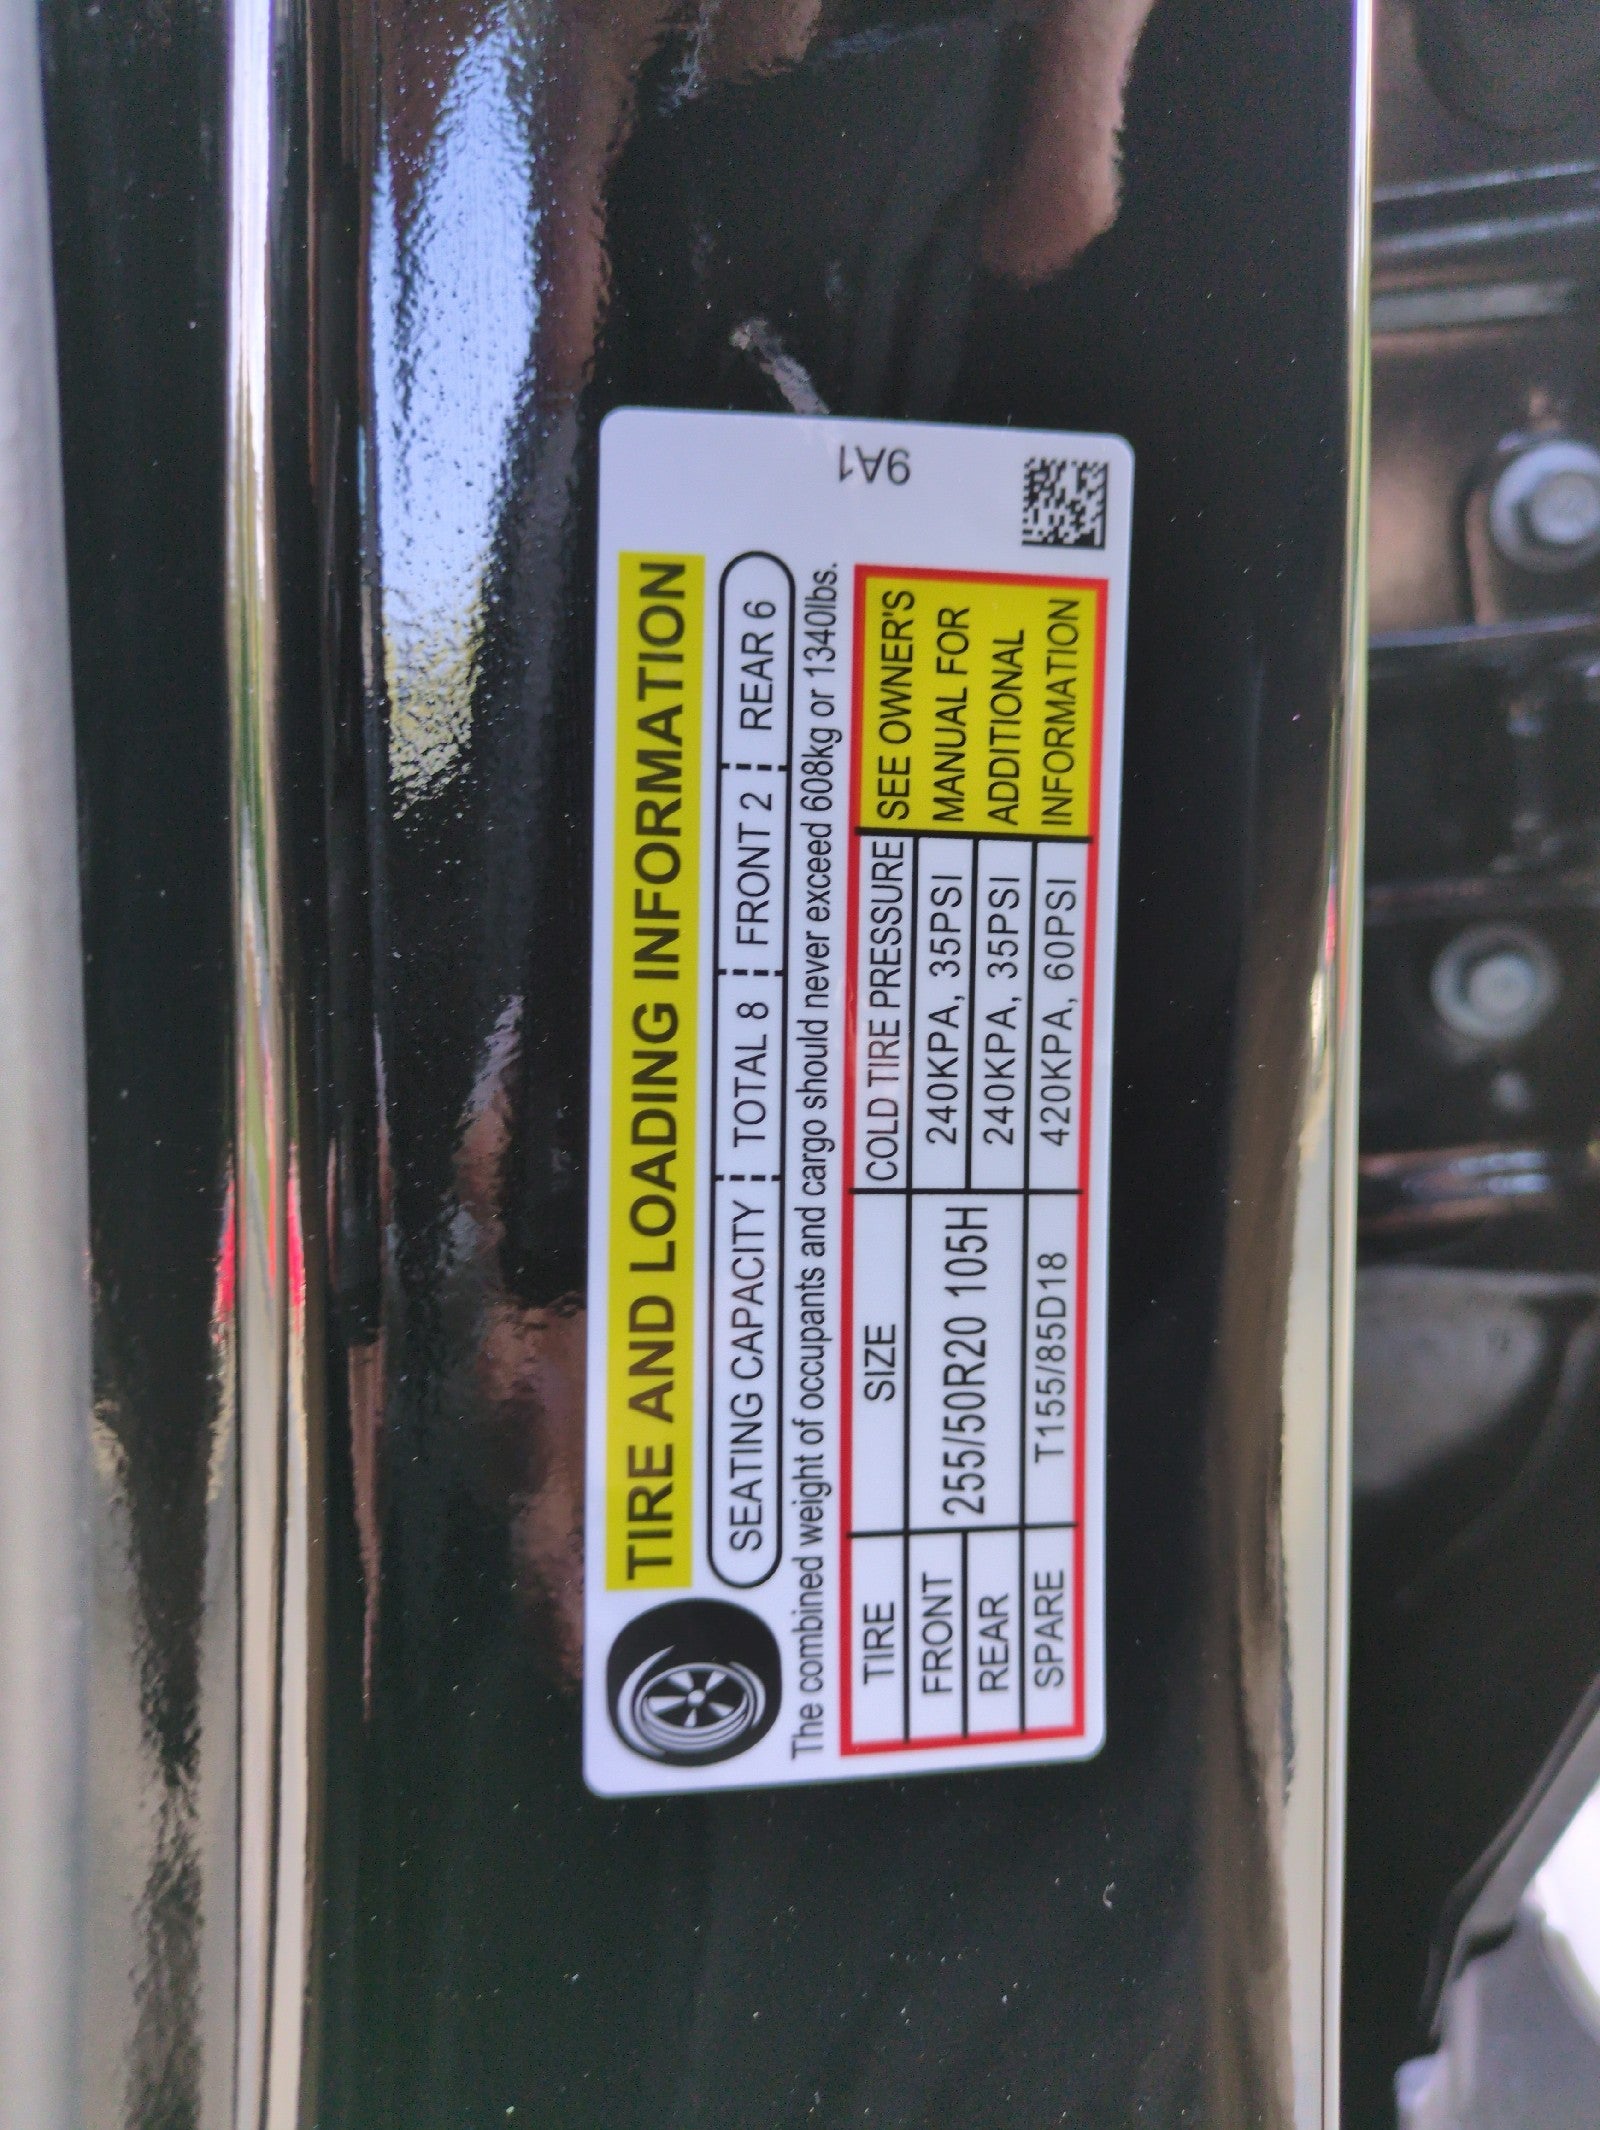 TIRE AND LOADING INFORMATION
SEATING CAPACITY TOTAL 8 FRONT 2 REAR 6
The combined weight of occupants and cargo should never exceed 608kg or 1340lbs.
TIRE SIZE COLD TIRE PRESSURE
FRONT 255/50R20 105H 240KPA, 35PSI
REAR 240KPA, 35PSI
SPARE T155/85D18 420KPA, 60PSI
SEE OWNER'S
MANUAL FOR
ADDITIONAL
INFORMATION
9A1